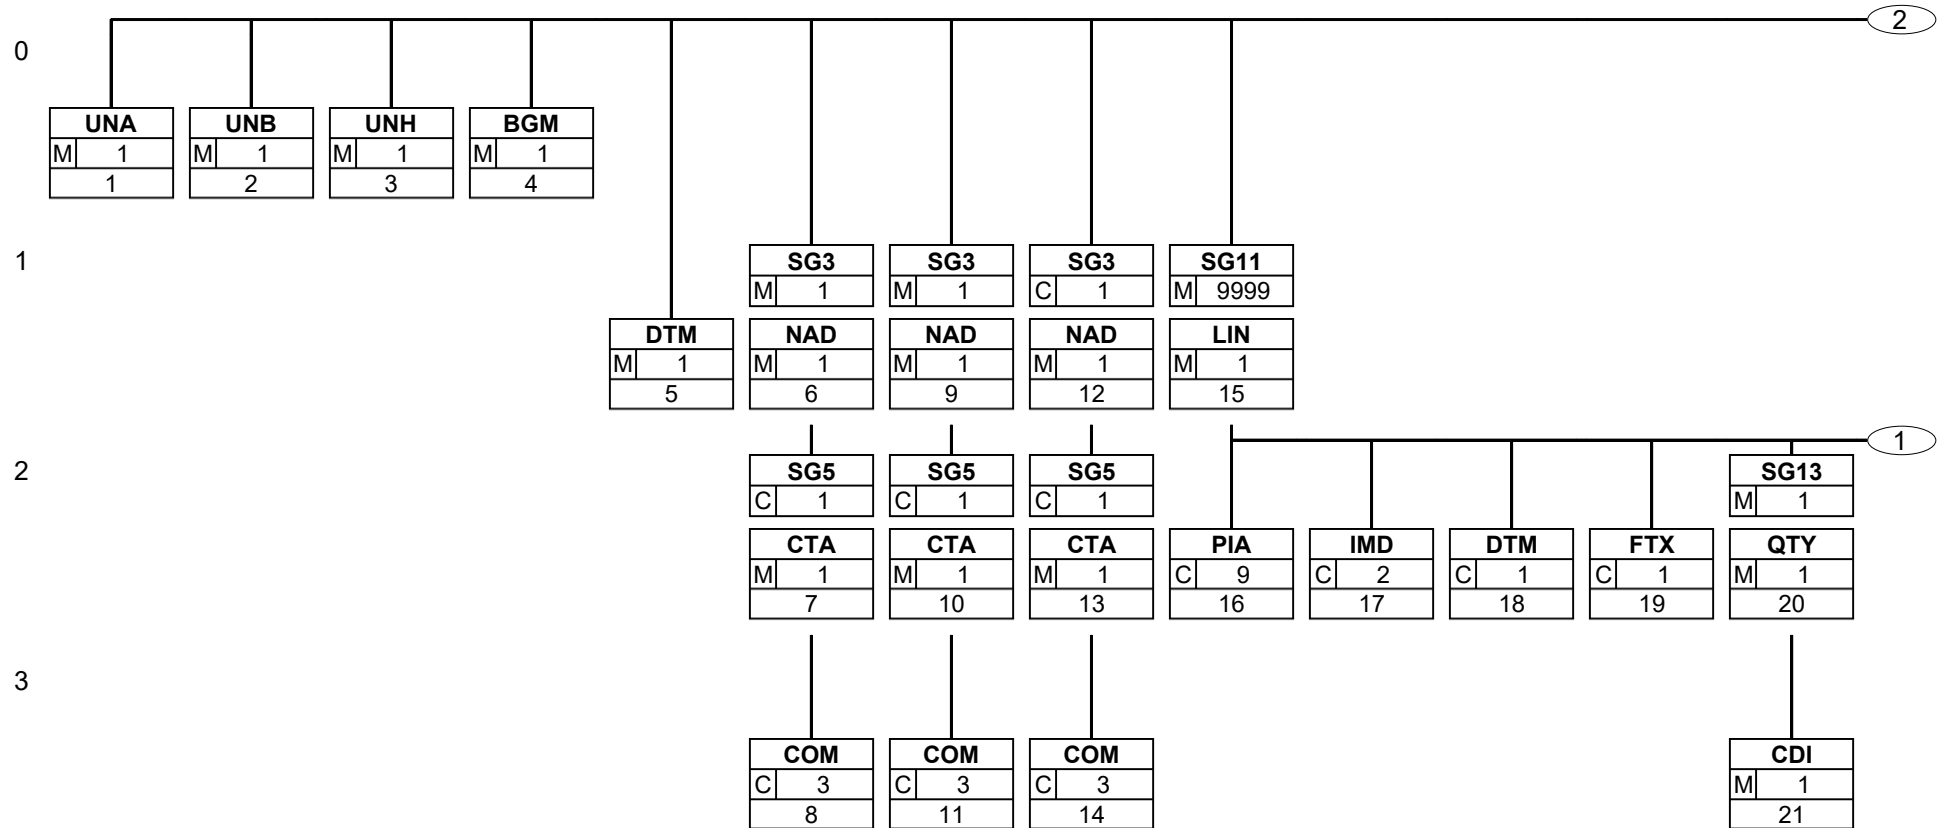 2
0
UNA UNB UNH BGM
M 1 M 1 M 1 M 1
1 2 3 4
1
SG3 SG3 SG3 SG11
M 1 M 1 C 1 M 9999
DTM NAD NAD NAD LIN
M 1 M 1 M 1 M 1 M 1
5 6 9 12 15
1
2
SG5 SG5 SG5 SG13
C 1 C 1 C 1 M 1
CTA CTA CTA PIA IMD DTM FTX QTY
M 1 M 1 M 1 C 9 C 2 C 1 C 1 M 1
7 10 13 16 17 18 19 20
3
COM COM COM CDI
C 3 C 3 C 3 M 1
8 11 14 21